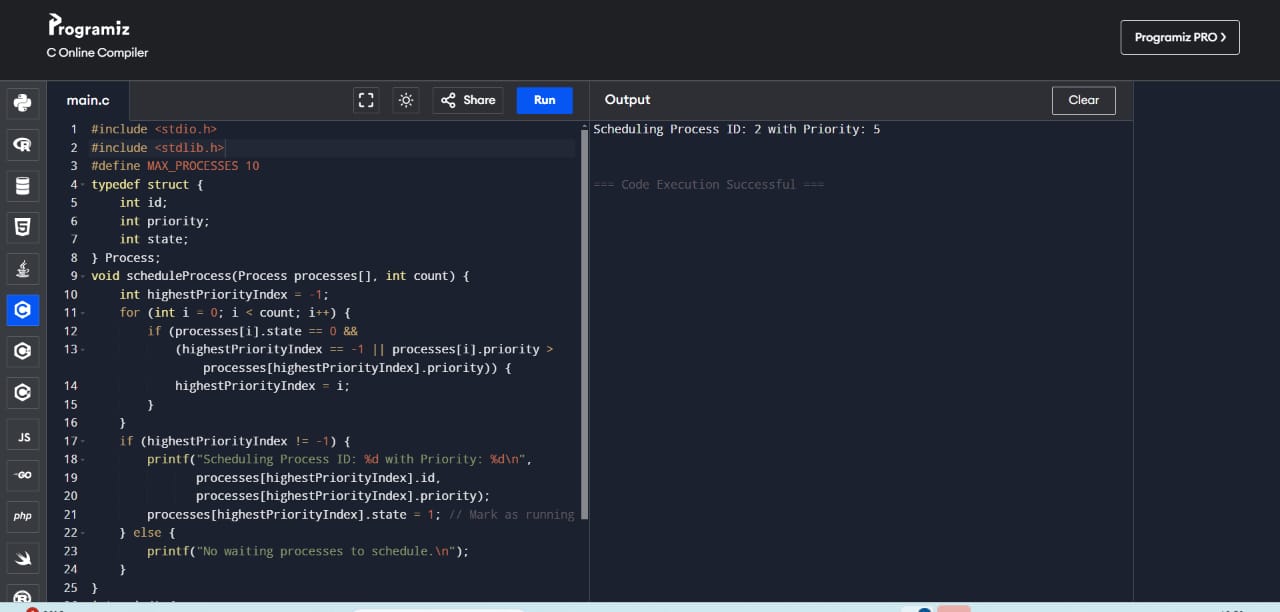 Programiz
C Online Compiler
Programiz PRO >
main.c
Share
Run
Output
Clear
1 #include <stdio.h>
2 #include <stdlib.h>
3 #define MAX_PROCESSES 10
4 typedef struct {
5     int id;
6     int priority;
7     int state;
8 } Process;
9 void scheduleProcess(Process processes[], int count) {
10     int highestPriorityIndex = -1;
11     for (int i = 0; i < count; i++) {
12         if (processes[i].state == 0 &&
13             (highestPriorityIndex == -1 || processes[i].priority >
                processes[highestPriorityIndex].priority)) {
14             highestPriorityIndex = i;
15         }
16     }
17     if (highestPriorityIndex != -1) {
18         printf("Scheduling Process ID: %d with Priority: %d\n",
19                processes[highestPriorityIndex].id,
20                processes[highestPriorityIndex].priority);
21         processes[highestPriorityIndex].state = 1; // Mark as running
22     } else {
23         printf("No waiting processes to schedule.\n");
24     }
25 }
Scheduling Process ID: 2 with Priority: 5
=== Code Execution Successful ===
JS
GO
php